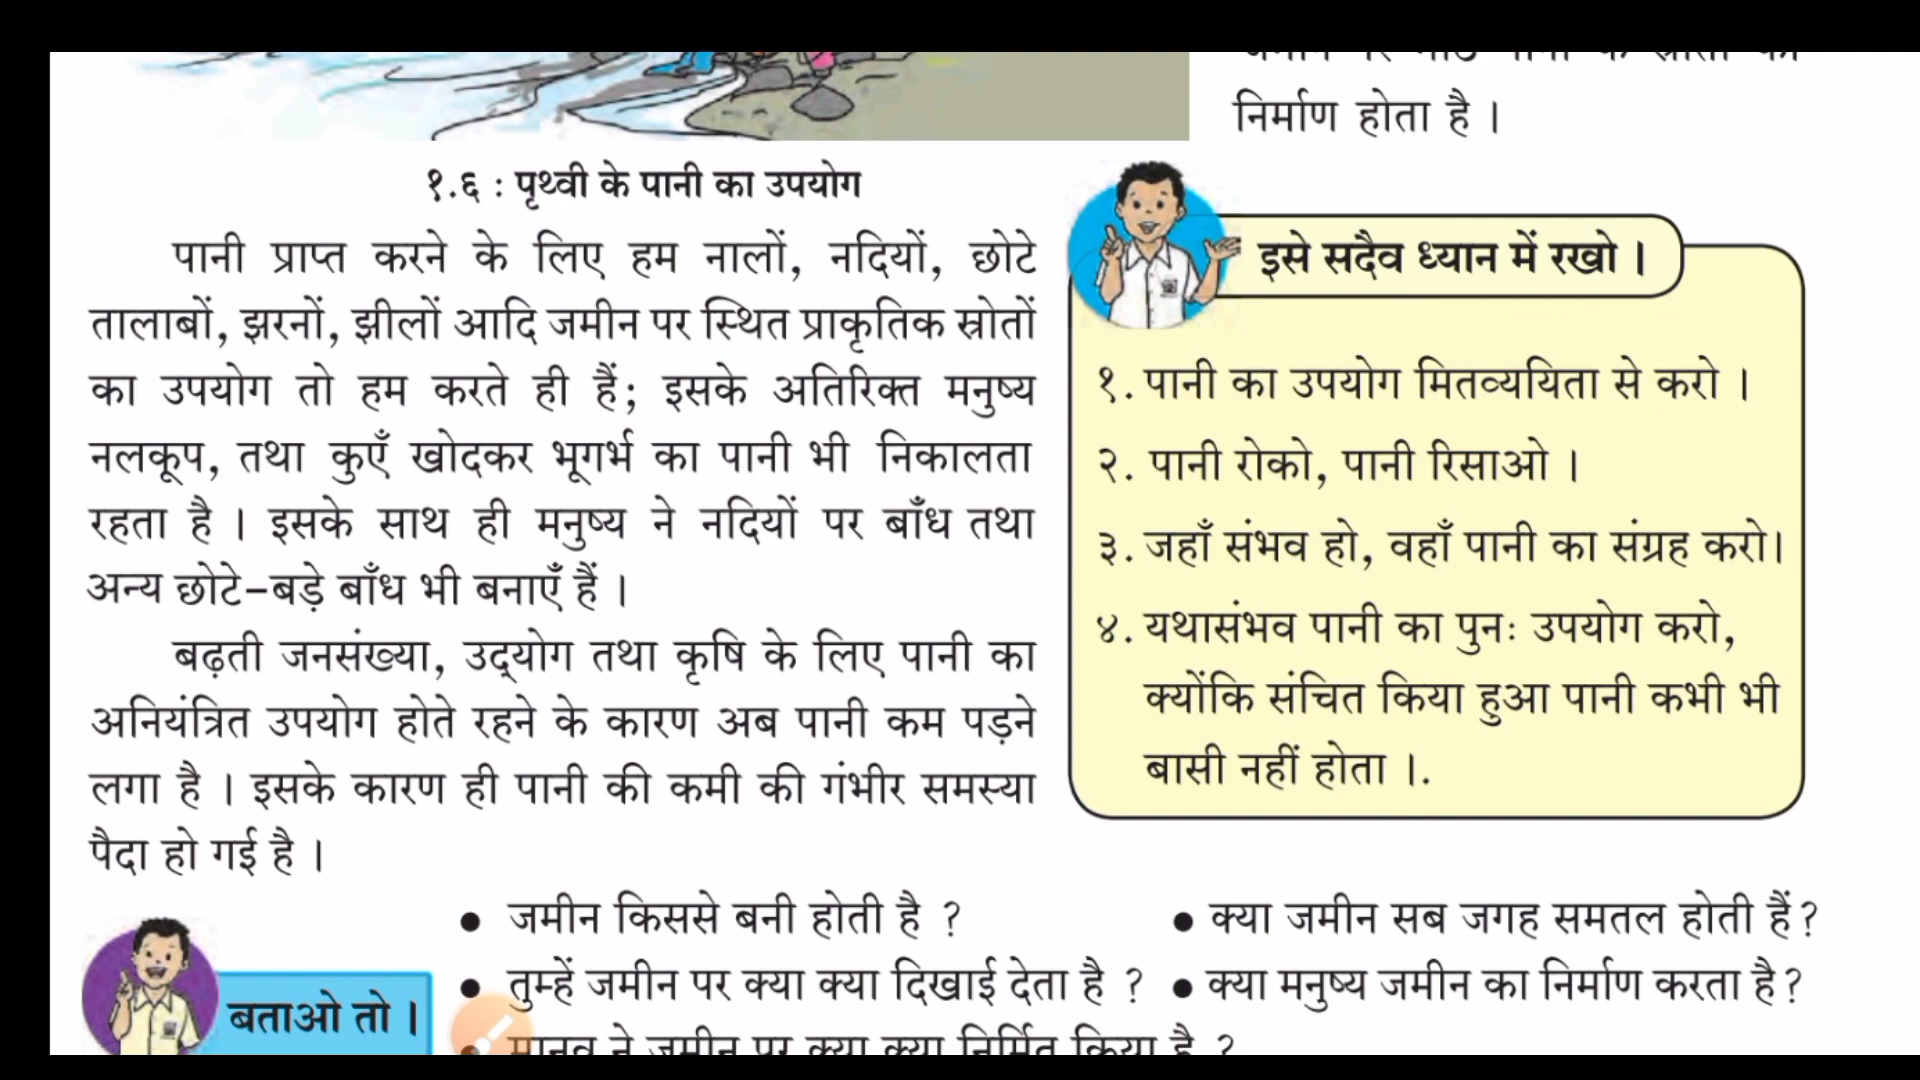 निर्माण होता है ।
१.६ : पृथ्वी के पानी का उपयोग
पानी प्राप्त करने के लिए हम नालों, नदियों, छोटे
तालाबों, झरनों, झीलों आदि जमीन पर स्थित प्राकृतिक स्रोतों
का उपयोग तो हम करते ही हैं; इसके अतिरिक्त मनुष्य
नलकूप, तथा कुएँ खोदकर भूगर्भ का पानी भी निकालता
रहता है । इसके साथ ही मनुष्य ने नदियों पर बाँध तथा
अन्य छोटे-बड़े बाँध भी बनाएँ हैं ।
बढ़ती जनसंख्या, उद्‌योग तथा कृषि के लिए पानी का
अनियंत्रित उपयोग होते रहने के कारण अब पानी कम पड़ने
लगा है । इसके कारण ही पानी की कमी की गंभीर समस्या
पैदा हो गई है ।
इसे सदैव ध्यान में रखो ।
१. पानी का उपयोग मितव्ययिता से करो ।
२. पानी रोको, पानी रिसाओ ।
३. जहाँ संभव हो, वहाँ पानी का संग्रह करो।
४. यथासंभव पानी का पुनः उपयोग करो,
क्योंकि संचित किया हुआ पानी कभी भी
बासी नहीं होता ।.
बताओ तो ।
● जमीन किससे बनी होती है ?
● क्या जमीन सब जगह समतल होती हैं?
● तुम्हें जमीन पर क्या क्या दिखाई देता है ?
● क्या मनुष्य जमीन का निर्माण करता है?
● मानव ने जमीन पर क्या क्या निर्मित किया है ?